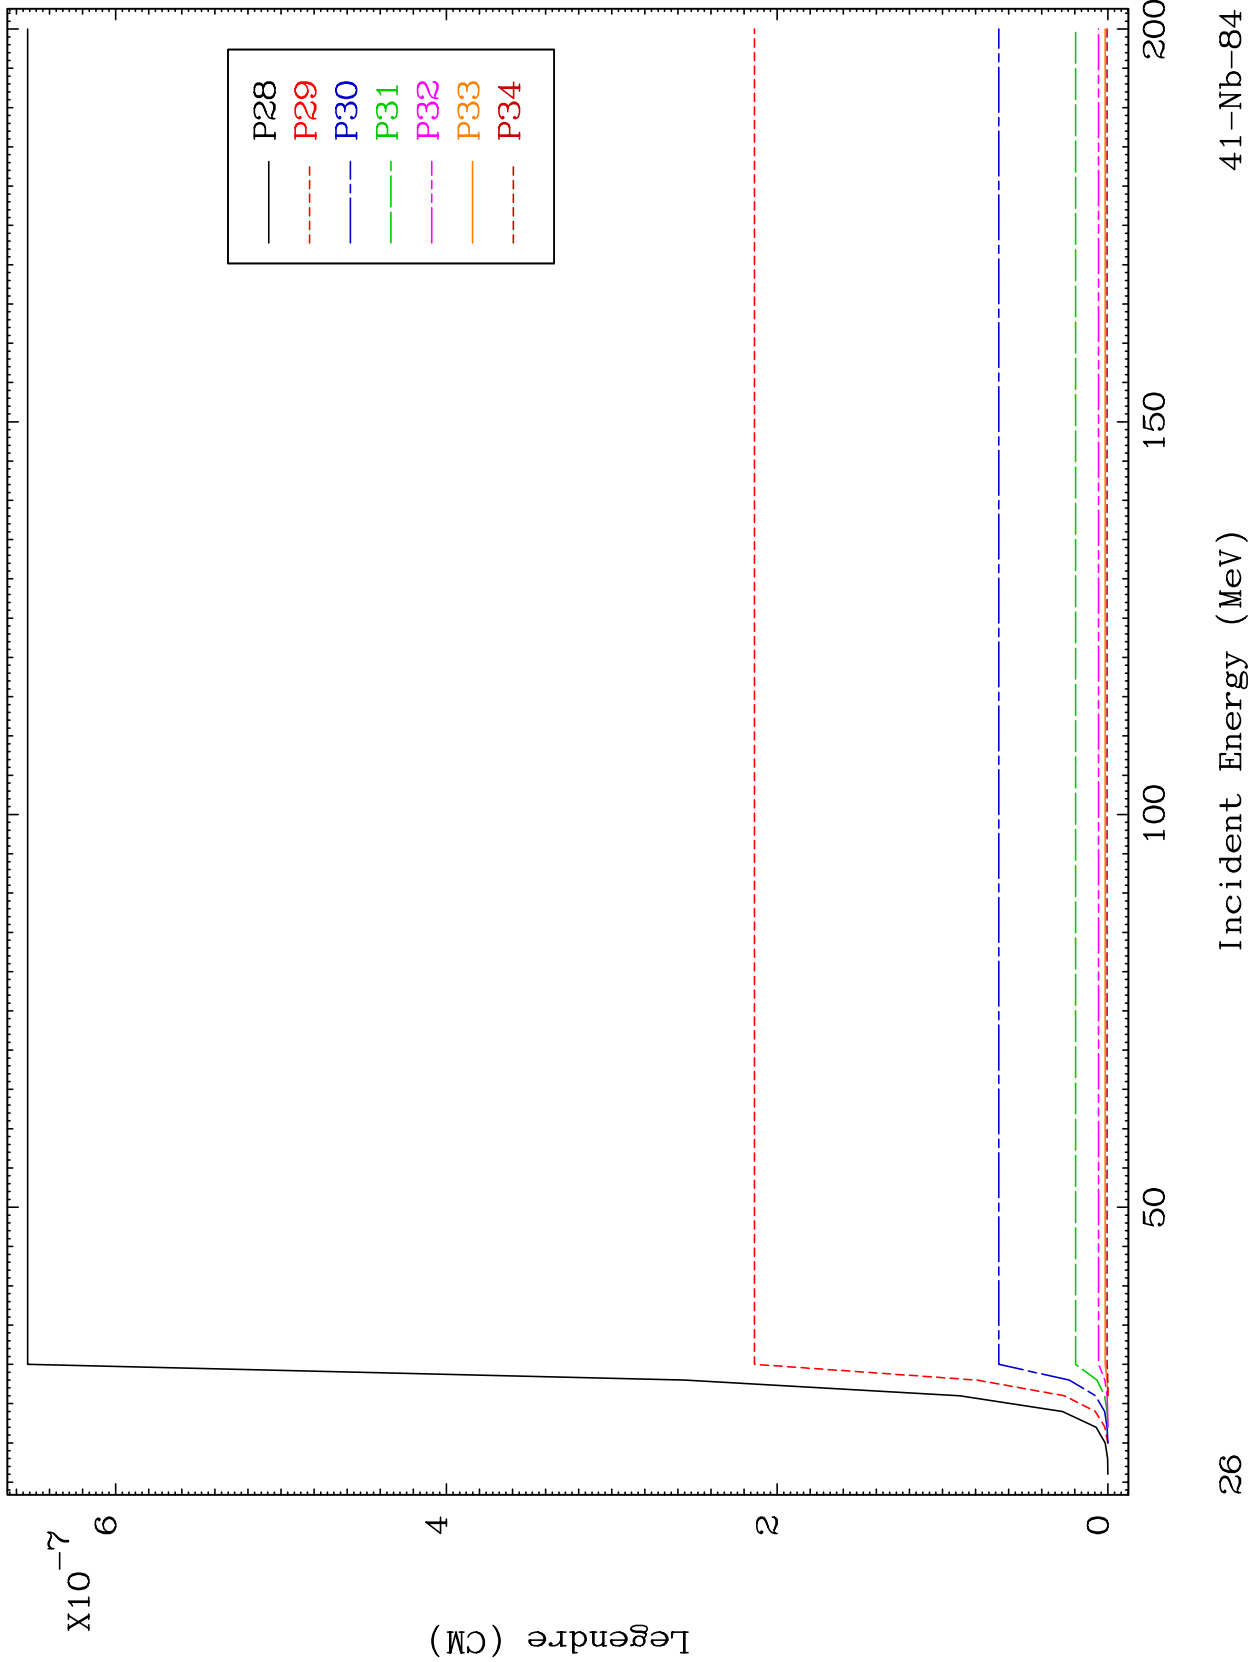 X10-7
6
4
2
0
Legendre (CM)
P28
P29
P30
P31
P32
P33
P34
50
100
150
200
Incident Energy (MeV)
26
41-Nb-84